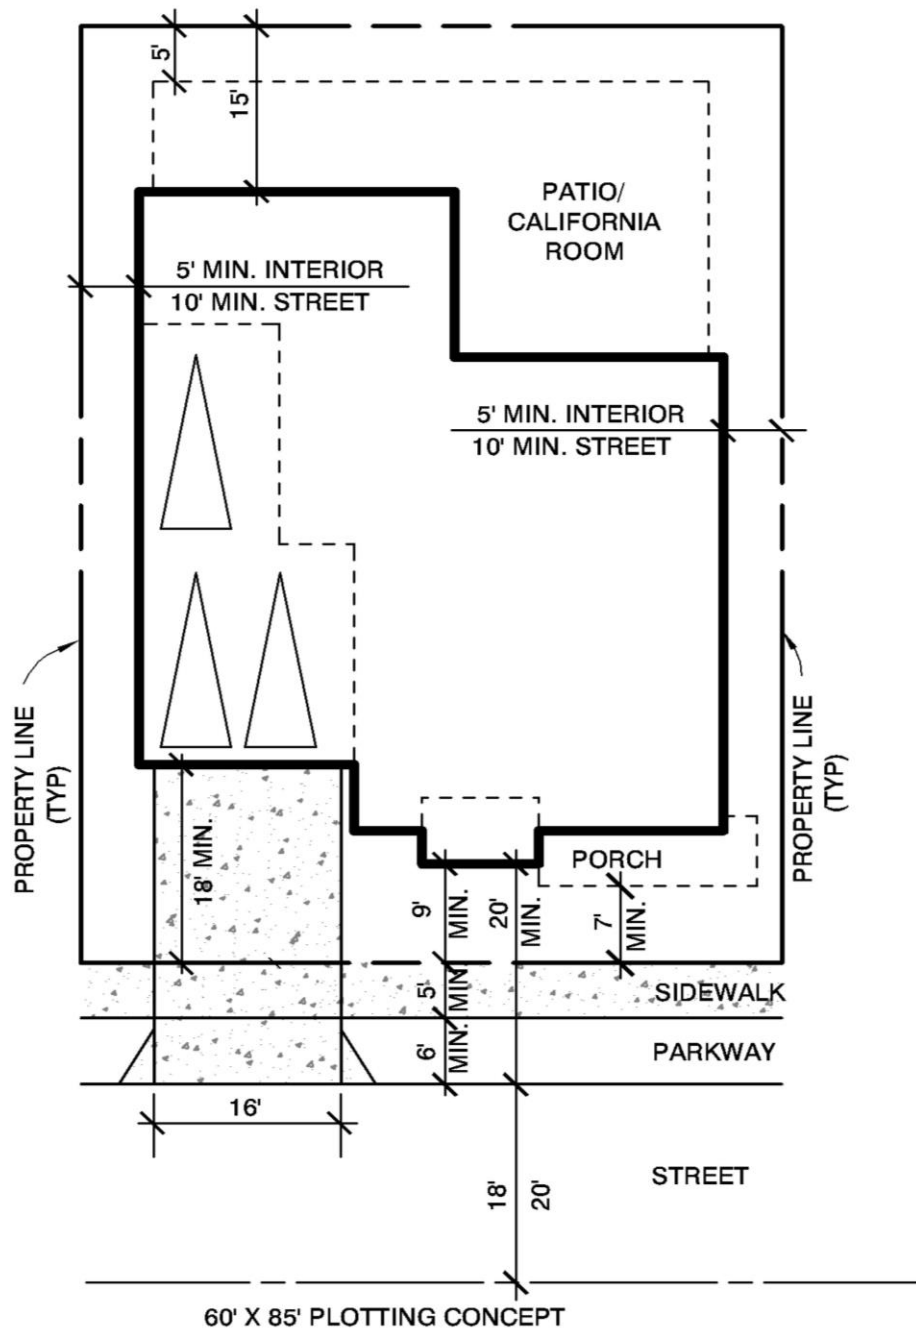 5'
15'
PATIO/
CALIFORNIA
ROOM
5' MIN. INTERIOR
10' MIN. STREET
5' MIN. INTERIOR
10' MIN. STREET
PROPERTY LINE
(TYP)
PROPERTY LINE
(TYP)
18' MIN.
PORCH
9'
MIN.
20'
MIN.
7'
MIN.
5'
MIN.
SIDEWALK
6'
MIN.
PARKWAY
16'
STREET
18'
20'
60' X 85' PLOTTING CONCEPT